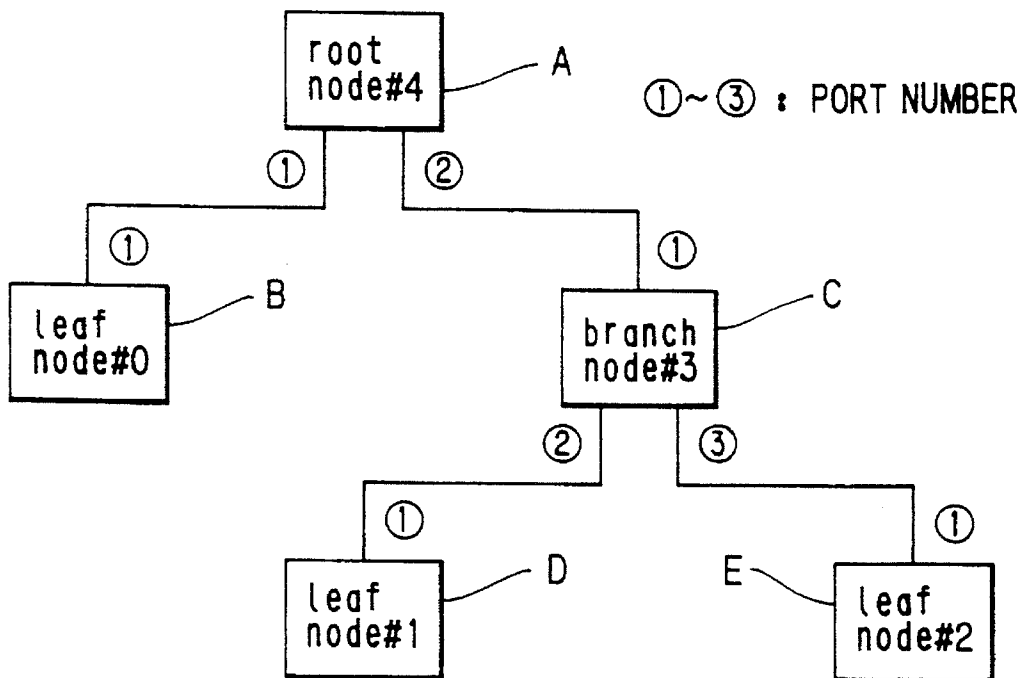 root
node#4
A
①~③ : PORT NUMBER
①
②
①
①
leaf
node#0
B
branch
node#3
C
②
③
①
①
leaf
node#1
D
E
leaf
node#2